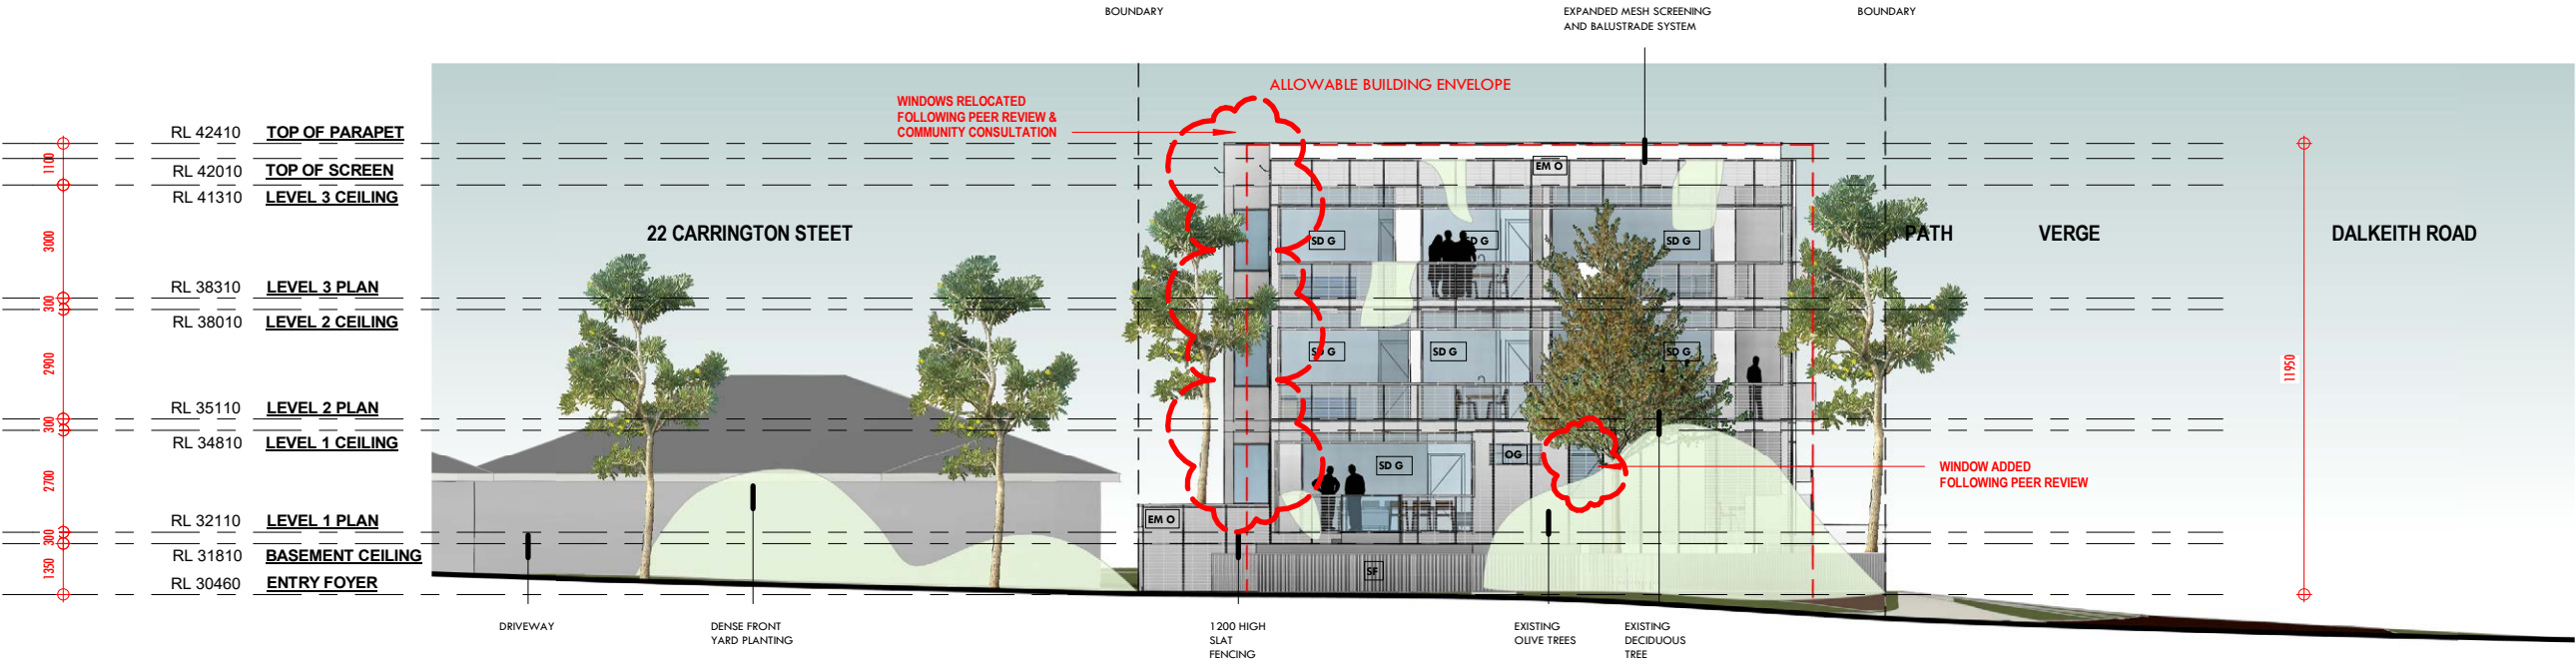 BOUNDARY
EXPANDED MESH SCREENING
AND BALUSTRADE SYSTEM
BOUNDARY
ALLOWABLE BUILDING ENVELOPE
WINDOWS RELOCATED
FOLLOWING PEER REVIEW &
COMMUNITY CONSULTATION
RL 42410 TOP OF PARAPET
1100
RL 42010 TOP OF SCREEN
RL 41310 LEVEL 3 CEILING
3000
22 CARRINGTON STEET
EM O
SD G
SD G
SD G
PATH
VERGE
DALKEITH ROAD
RL 38310 LEVEL 3 PLAN
300
RL 38010 LEVEL 2 CEILING
2900
SD G
SD G
SD G
11950
RL 35110 LEVEL 2 PLAN
300
RL 34810 LEVEL 1 CEILING
2700
SD G
OG
WINDOW ADDED
FOLLOWING PEER REVIEW
RL 32110 LEVEL 1 PLAN
EM O
300
RL 31810 BASEMENT CEILING
1350
SF
RL 30460 ENTRY FOYER
DRIVEWAY
DENSE FRONT
YARD PLANTING
1200 HIGH
SLAT
FENCING
EXISTING
OLIVE TREES
EXISTING
DECIDUOUS
TREE